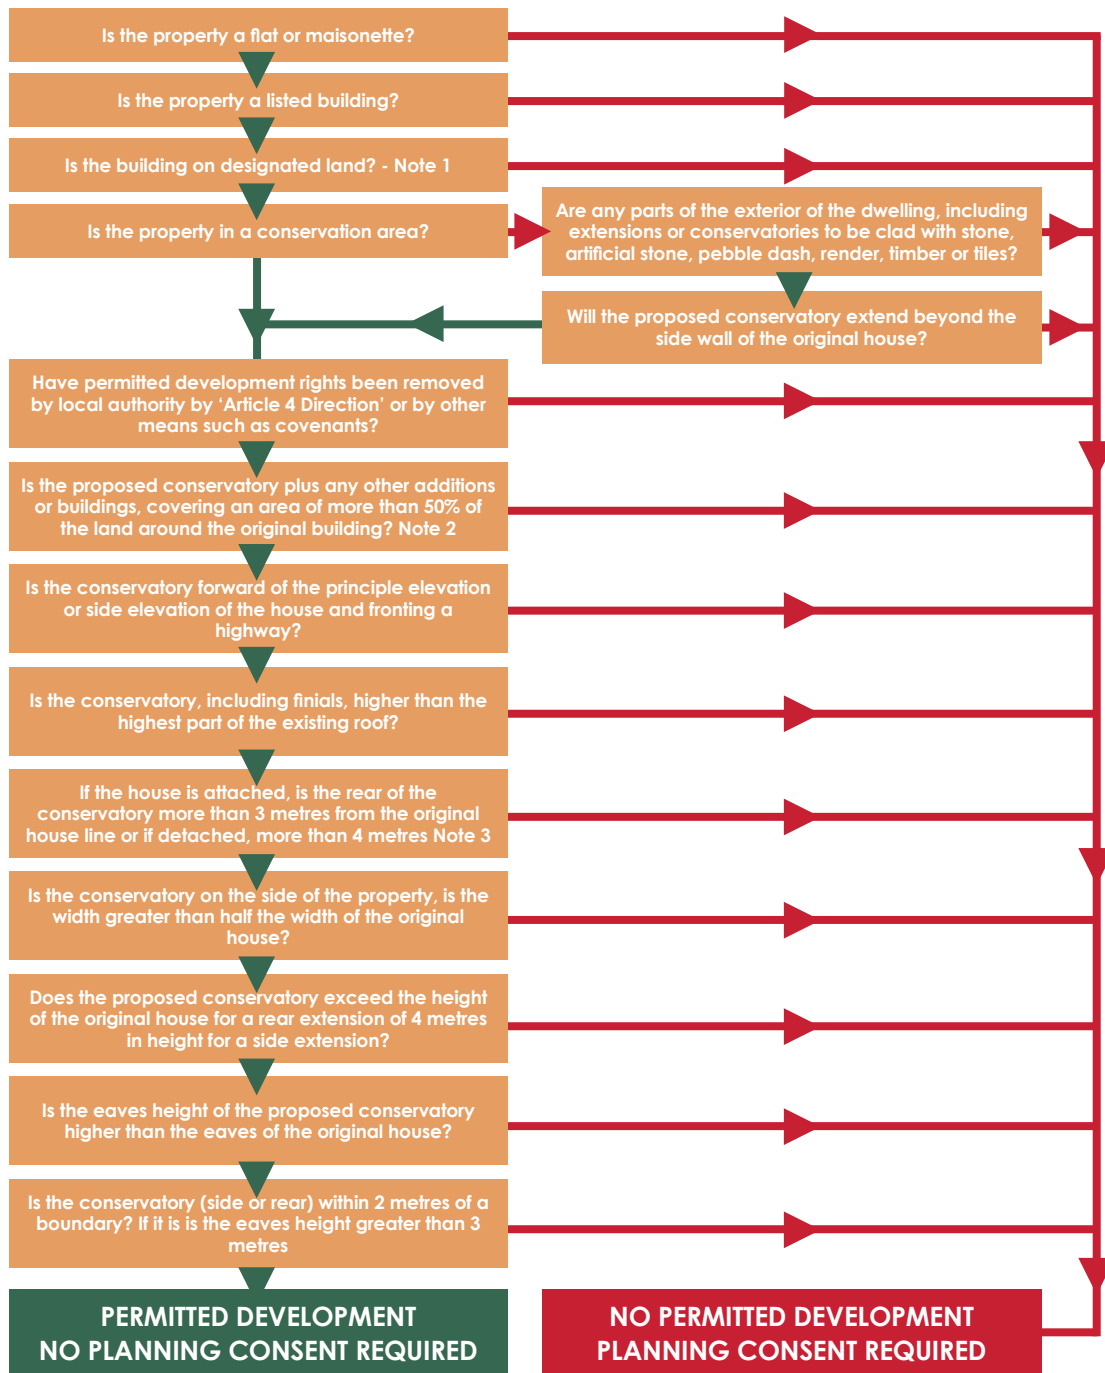 Is the property a flat or maisonette?
Is the property a listed building?
Is the building on designated land? - Note 1
Is the property in a conservation area?
Are any parts of the exterior of the dwelling, including
extensions or conservatories to be clad with stone,
artificial stone, pebble dash, render, timber or tiles?
Will the proposed conservatory extend beyond the
side wall of the original house?
Have permitted development rights been removed
by local authority by ‘Article 4 Direction’ or by other
means such as covenants?
Is the proposed conservatory plus any other additions
or buildings, covering an area of more than 50% of
the land around the original building? Note 2
Is the conservatory forward of the principle elevation
or side elevation of the house and fronting a
highway?
Is the conservatory, including finials, higher than the
highest part of the existing roof?
If the house is attached, is the rear of the
conservatory more than 3 metres from the original
house line or if detached, more than 4 metres Note 3
Is the conservatory on the side of the property, is the
width greater than half the width of the original
house?
Does the proposed conservatory exceed the height
of the original house for a rear extension of 4 metres
in height for a side extension?
Is the eaves height of the proposed conservatory
higher than the eaves of the original house?
Is the conservatory (side or rear) within 2 metres of a
boundary? If it is is the eaves height greater than 3
metres
PERMITTED DEVELOPMENT
NO PLANNING CONSENT REQUIRED
NO PERMITTED DEVELOPMENT
PLANNING CONSENT REQUIRED